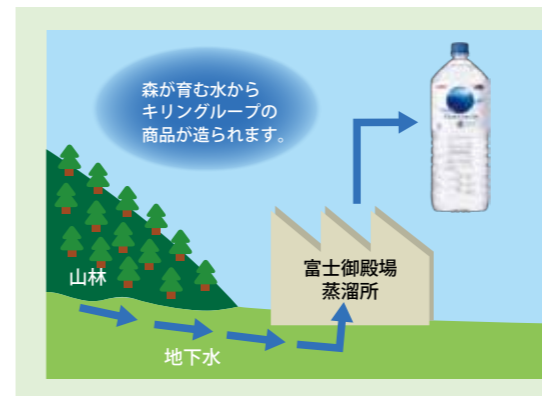 森が育む水から
キリングループの
商品が造られます。
富士御殿場
蒸溜所
山林
地下水